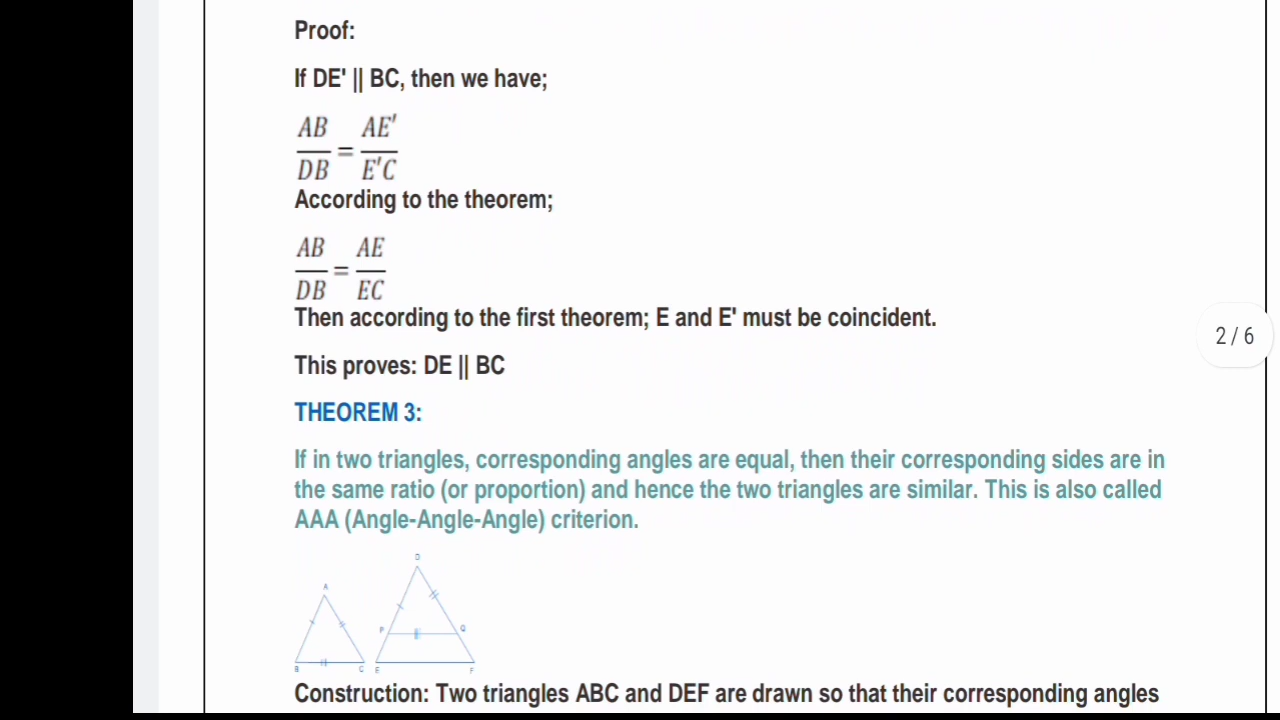 Proof:
If DE' || BC, then we have;
AB/DB = AE'/E'C
According to the theorem;
AB/DB = AE/EC
Then according to the first theorem; E and E' must be coincident.
This proves: DE || BC
2 / 6
THEOREM 3:
If in two triangles, corresponding angles are equal, then their corresponding sides are in
the same ratio (or proportion) and hence the two triangles are similar. This is also called
AAA (Angle-Angle-Angle) criterion.
D
A
P Q
B C E F
Construction: Two triangles ABC and DEF are drawn so that their corresponding angles